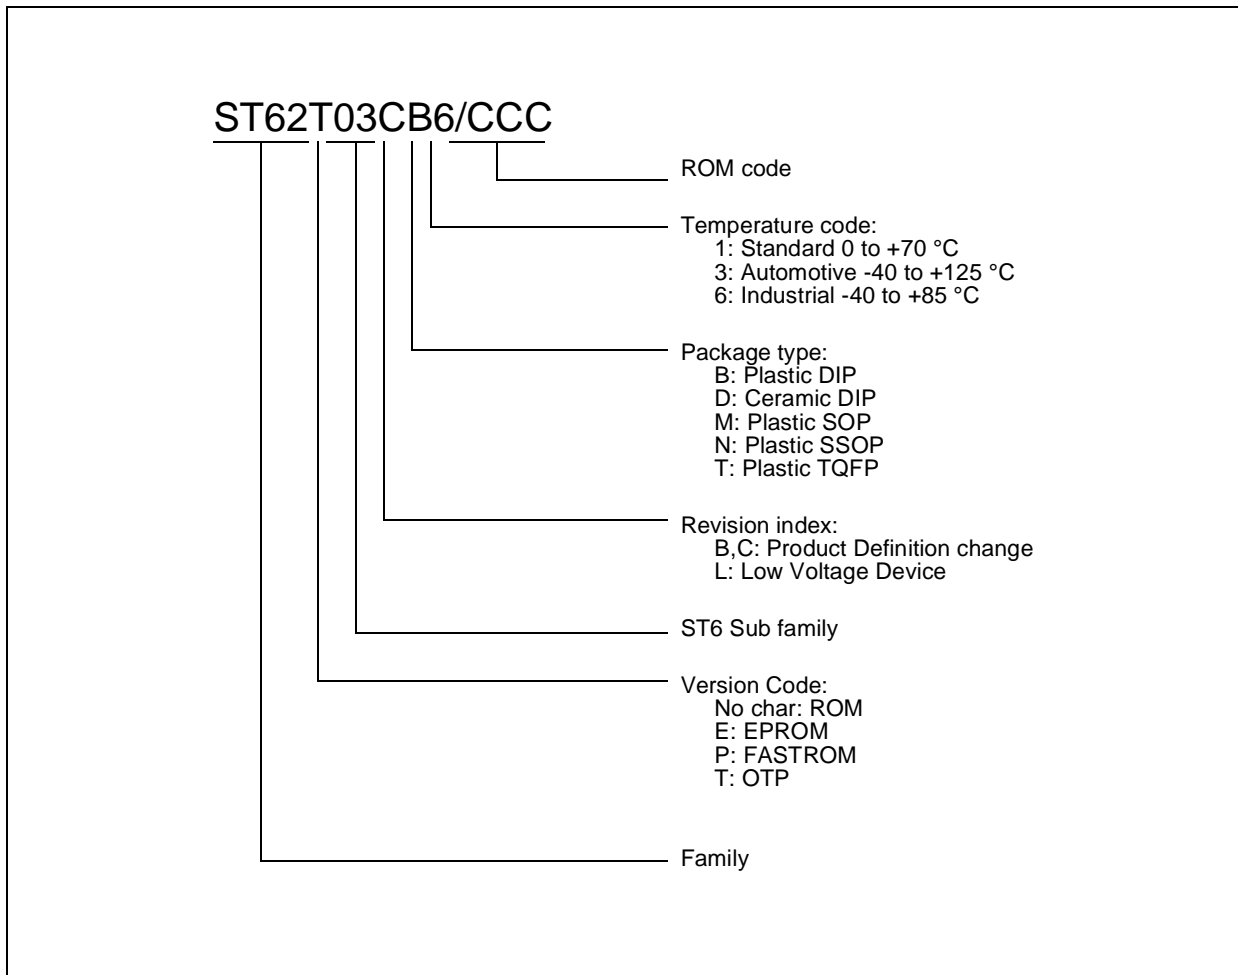 ST62T03CB6/CCC
ROM code
Temperature code:
1: Standard 0 to +70 °C
3: Automotive -40 to +125 °C
6: Industrial -40 to +85 °C
Package type:
B: Plastic DIP
D: Ceramic DIP
M: Plastic SOP
N: Plastic SSOP
T: Plastic TQFP
Revision index:
B,C: Product Definition change
L: Low Voltage Device
ST6 Sub family
Version Code:
No char: ROM
E: EPROM
P: FASTROM
T: OTP
Family